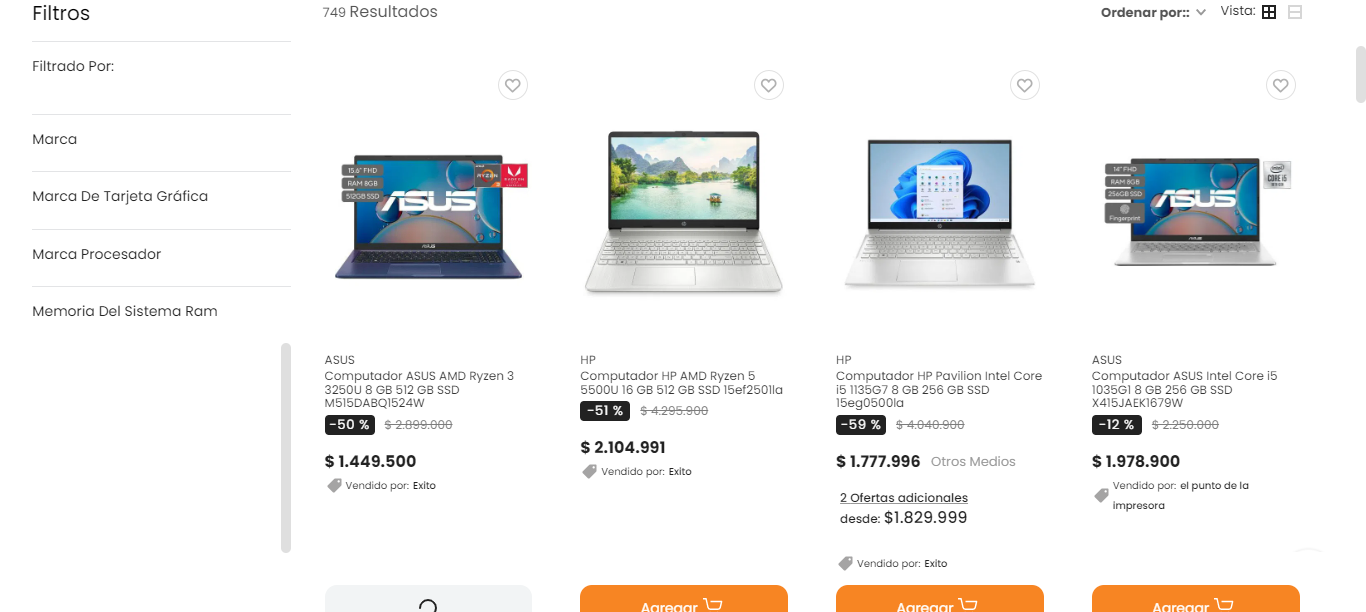 Filtros
749 Resultados
Ordenar por::
Vista:
Filtrado Por:
Marca
Marca De Tarjeta Gráfica
Marca Procesador
Memoria Del Sistema Ram
15.6" FHD
RAM 8GB
512GB SSD
RYZEN
3
RADEON
ASUS
ASUS
ASUS
Computador ASUS AMD Ryzen 3
3250U 8 GB 512 GB SSD
M515DABQ1524W
-50 %
$ 2.899.000
$ 1.449.500
Vendido por: Exito
HP
Computador HP AMD Ryzen 5
5500U 16 GB 512 GB SSD 15ef2501la
-51 %
$ 4.295.900
$ 2.104.991
Vendido por: Exito
Agregar
HP
Computador HP Pavilion Intel Core
i5 1135G7 8 GB 256 GB SSD
15eg0500la
-59 %
$ 4.040.900
$ 1.777.996 Otros Medios
2 Ofertas adicionales
desde: $1.829.999
Vendido por: Exito
Agregar
14" FHD
RAM 8GB
256GB SSD
Fingerprint
intel
CORE i5
ASUS
ASUS
ASUS
Computador ASUS Intel Core i5
1035G1 8 GB 256 GB SSD
X415JAEK1679W
-12 %
$ 2.250.000
$ 1.978.900
Vendido por: el punto de la
impresora
Agregar